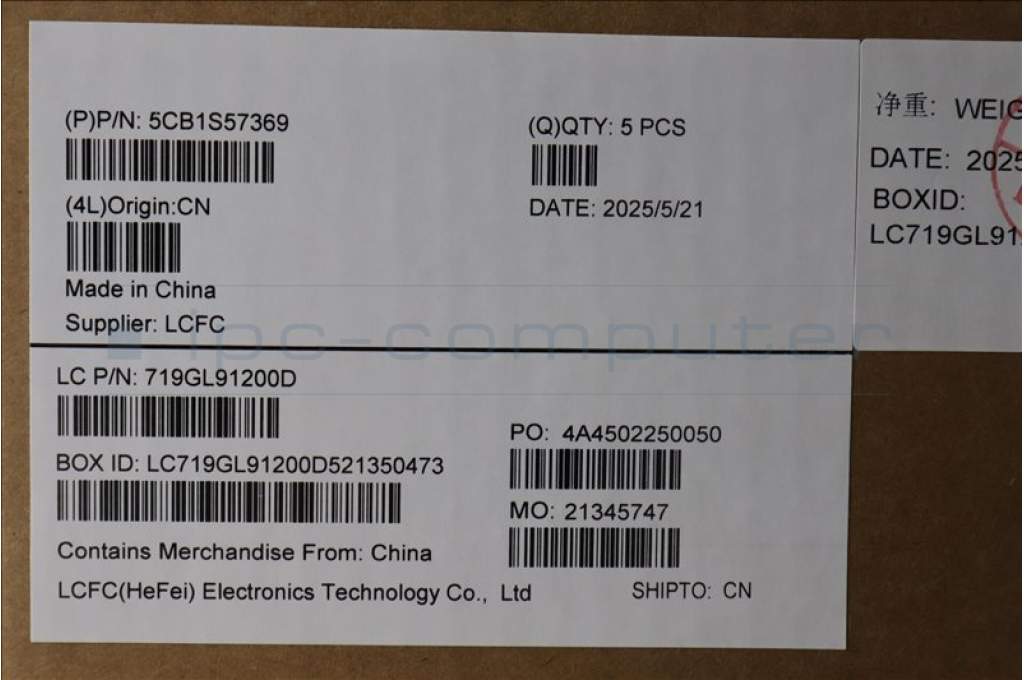 (P)P/N: 5CB1S57369
(Q)QTY: 5 PCS
(4L)Origin:CN
DATE: 2025/5/21
Made in China
Supplier: LCFC
ipc-computer
LC P/N: 719GL91200D
PO: 4A4502250050
BOX ID: LC719GL91200D521350473
MO: 21345747
Contains Merchandise From: China
LCFC(HeFei) Electronics Technology Co., Ltd
SHIPTO: CN
净重:
DATE: 2025
BOXID:
LC719GL91